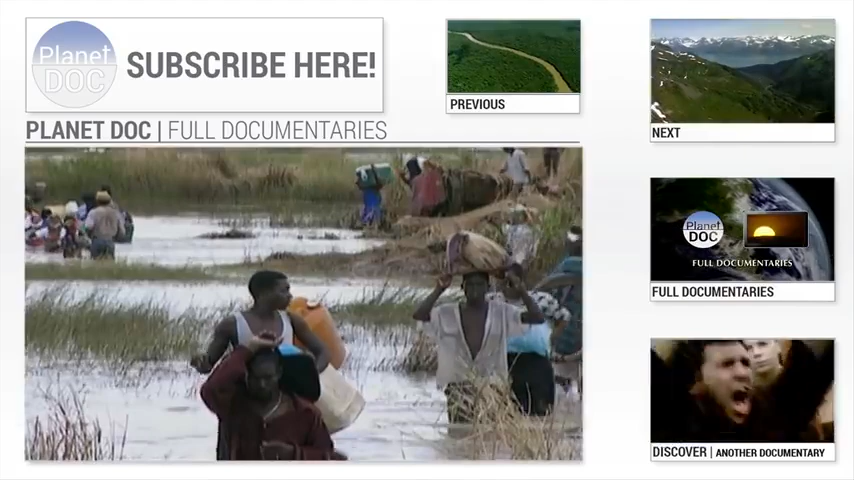 Planet
DOC
SUBSCRIBE HERE!
PLANET DOC | FULL DOCUMENTARIES
PREVIOUS
NEXT
Planet
DOC
FULL DOCUMENTARIES
FULL DOCUMENTARIES
DISCOVER | ANOTHER DOCUMENTARY